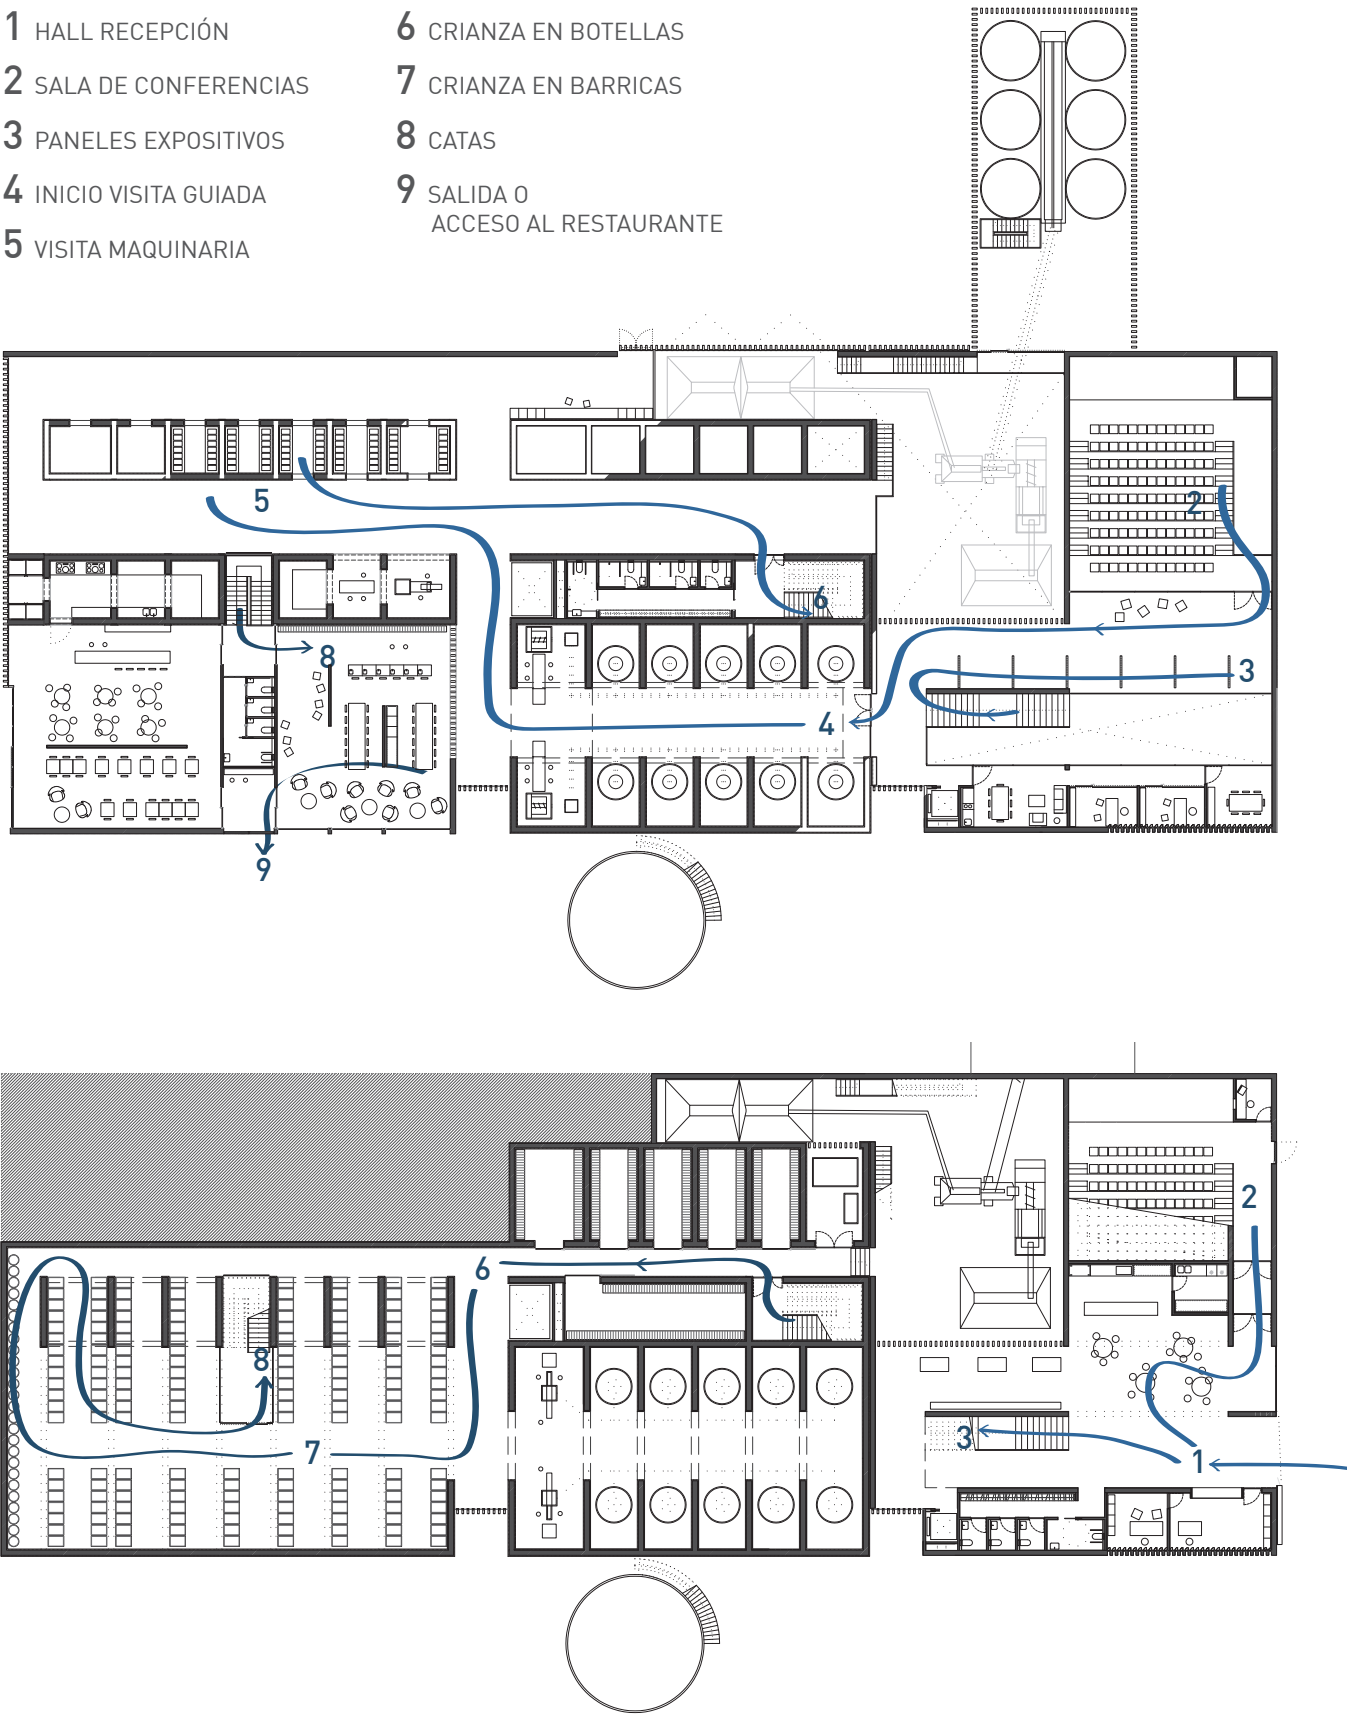 1 HALL RECEPCIÓN
2 SALA DE CONFERENCIAS
3 PANELES EXPOSITIVOS
4 INICIO VISITA GUIADA
5 VISITA MAQUINARIA
6 CRIANZA EN BOTELLAS
7 CRIANZA EN BARRICAS
8 CATAS
9 SALIDA O
ACCESO AL RESTAURANTE
5
2
6
8
3
4
9
2
6
8
3
7
1